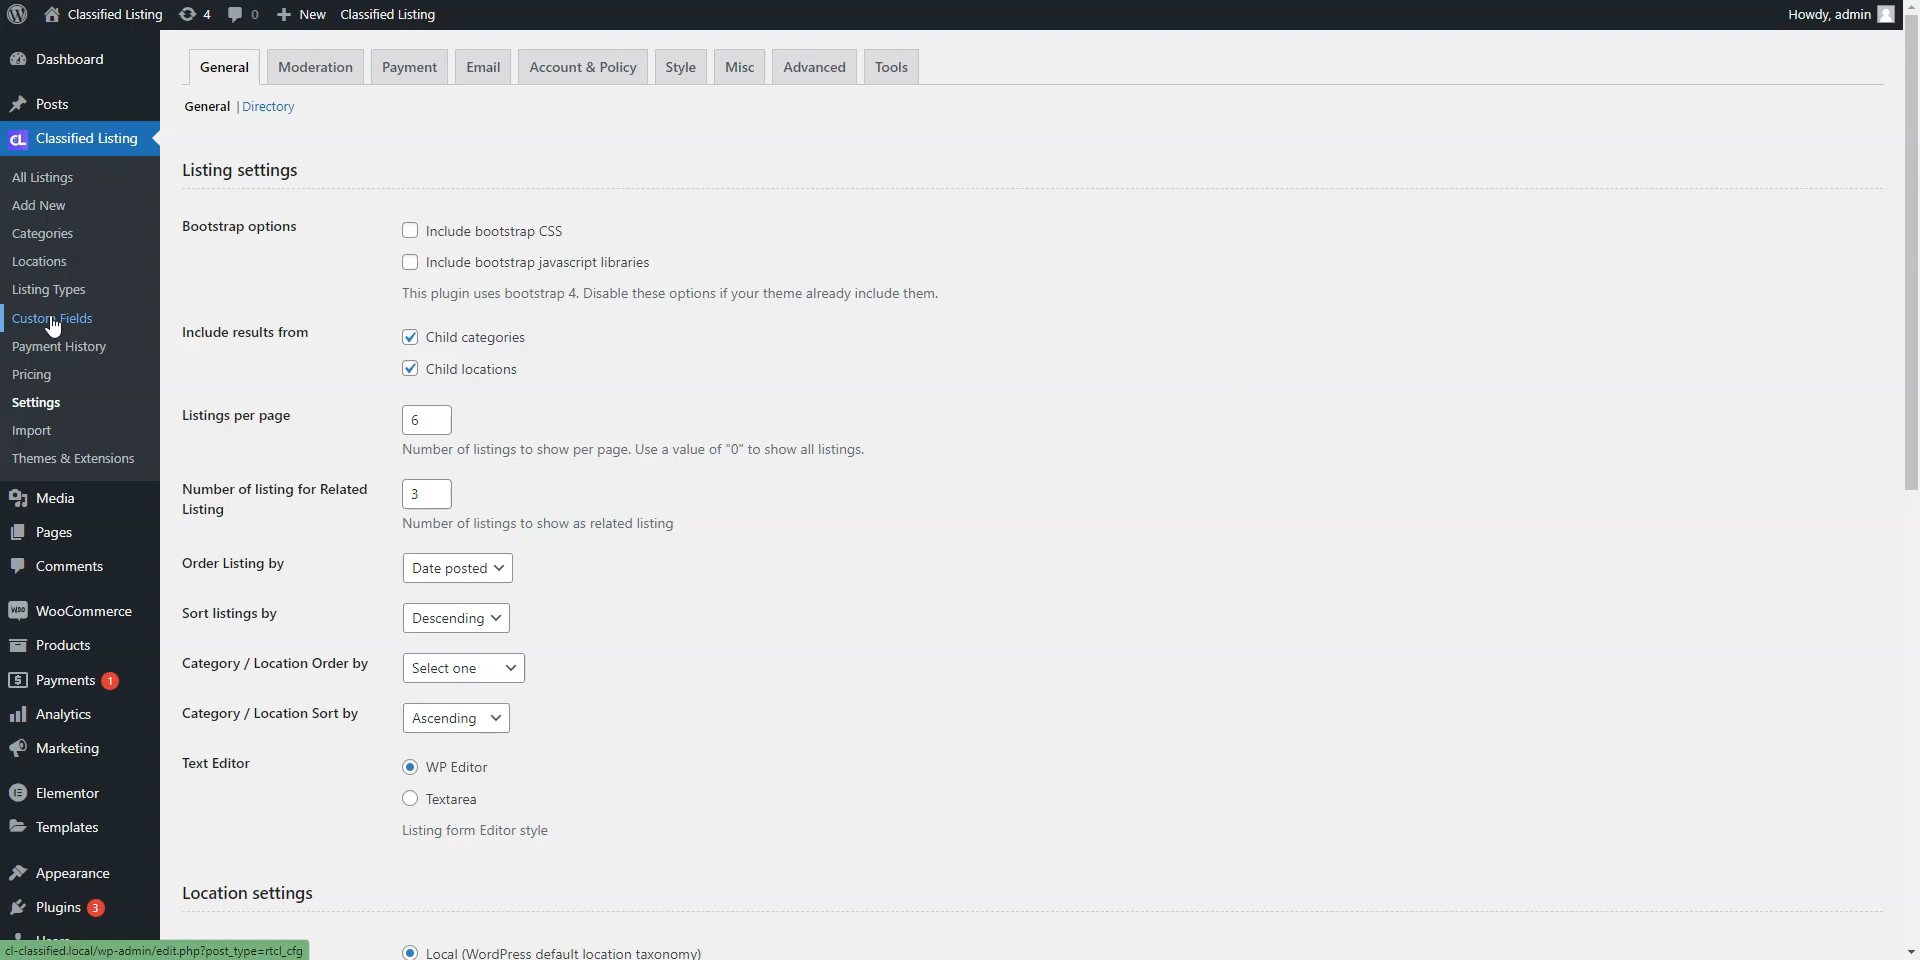 Classified Listing 4 0 New Classified Listing Howdy, admin
Dashboard
Posts
CL Classified Listing
All Listings
Add New
Categories
Locations
Listing Types
Custom Fields
Payment History
Pricing
Settings
Import
Themes & Extensions
Media
Pages
Comments
WOO WooCommerce
Products
Payments 1
Analytics
Marketing
Elementor
Templates
Appearance
Plugins 3
cl-classified.local/wp-admin/edit.php?post_type=rtcl_cfg
General Moderation Payment Email Account & Policy Style Misc Advanced Tools
General | Directory
Listing settings
Bootstrap options
Include bootstrap CSS
Include bootstrap javascript libraries
This plugin uses bootstrap 4. Disable these options if your theme already include them.
Include results from
Child categories
Child locations
Listings per page
6
Number of listings to show per page. Use a value of "0" to show all listings.
Number of listing for Related
Listing
3
Number of listings to show as related listing
Order Listing by
Date posted
Sort listings by
Descending
Category / Location Order by
Select one
Category / Location Sort by
Ascending
Text Editor
WP Editor
Textarea
Listing form Editor style
Location settings
Local (WordPress default location taxonomy)